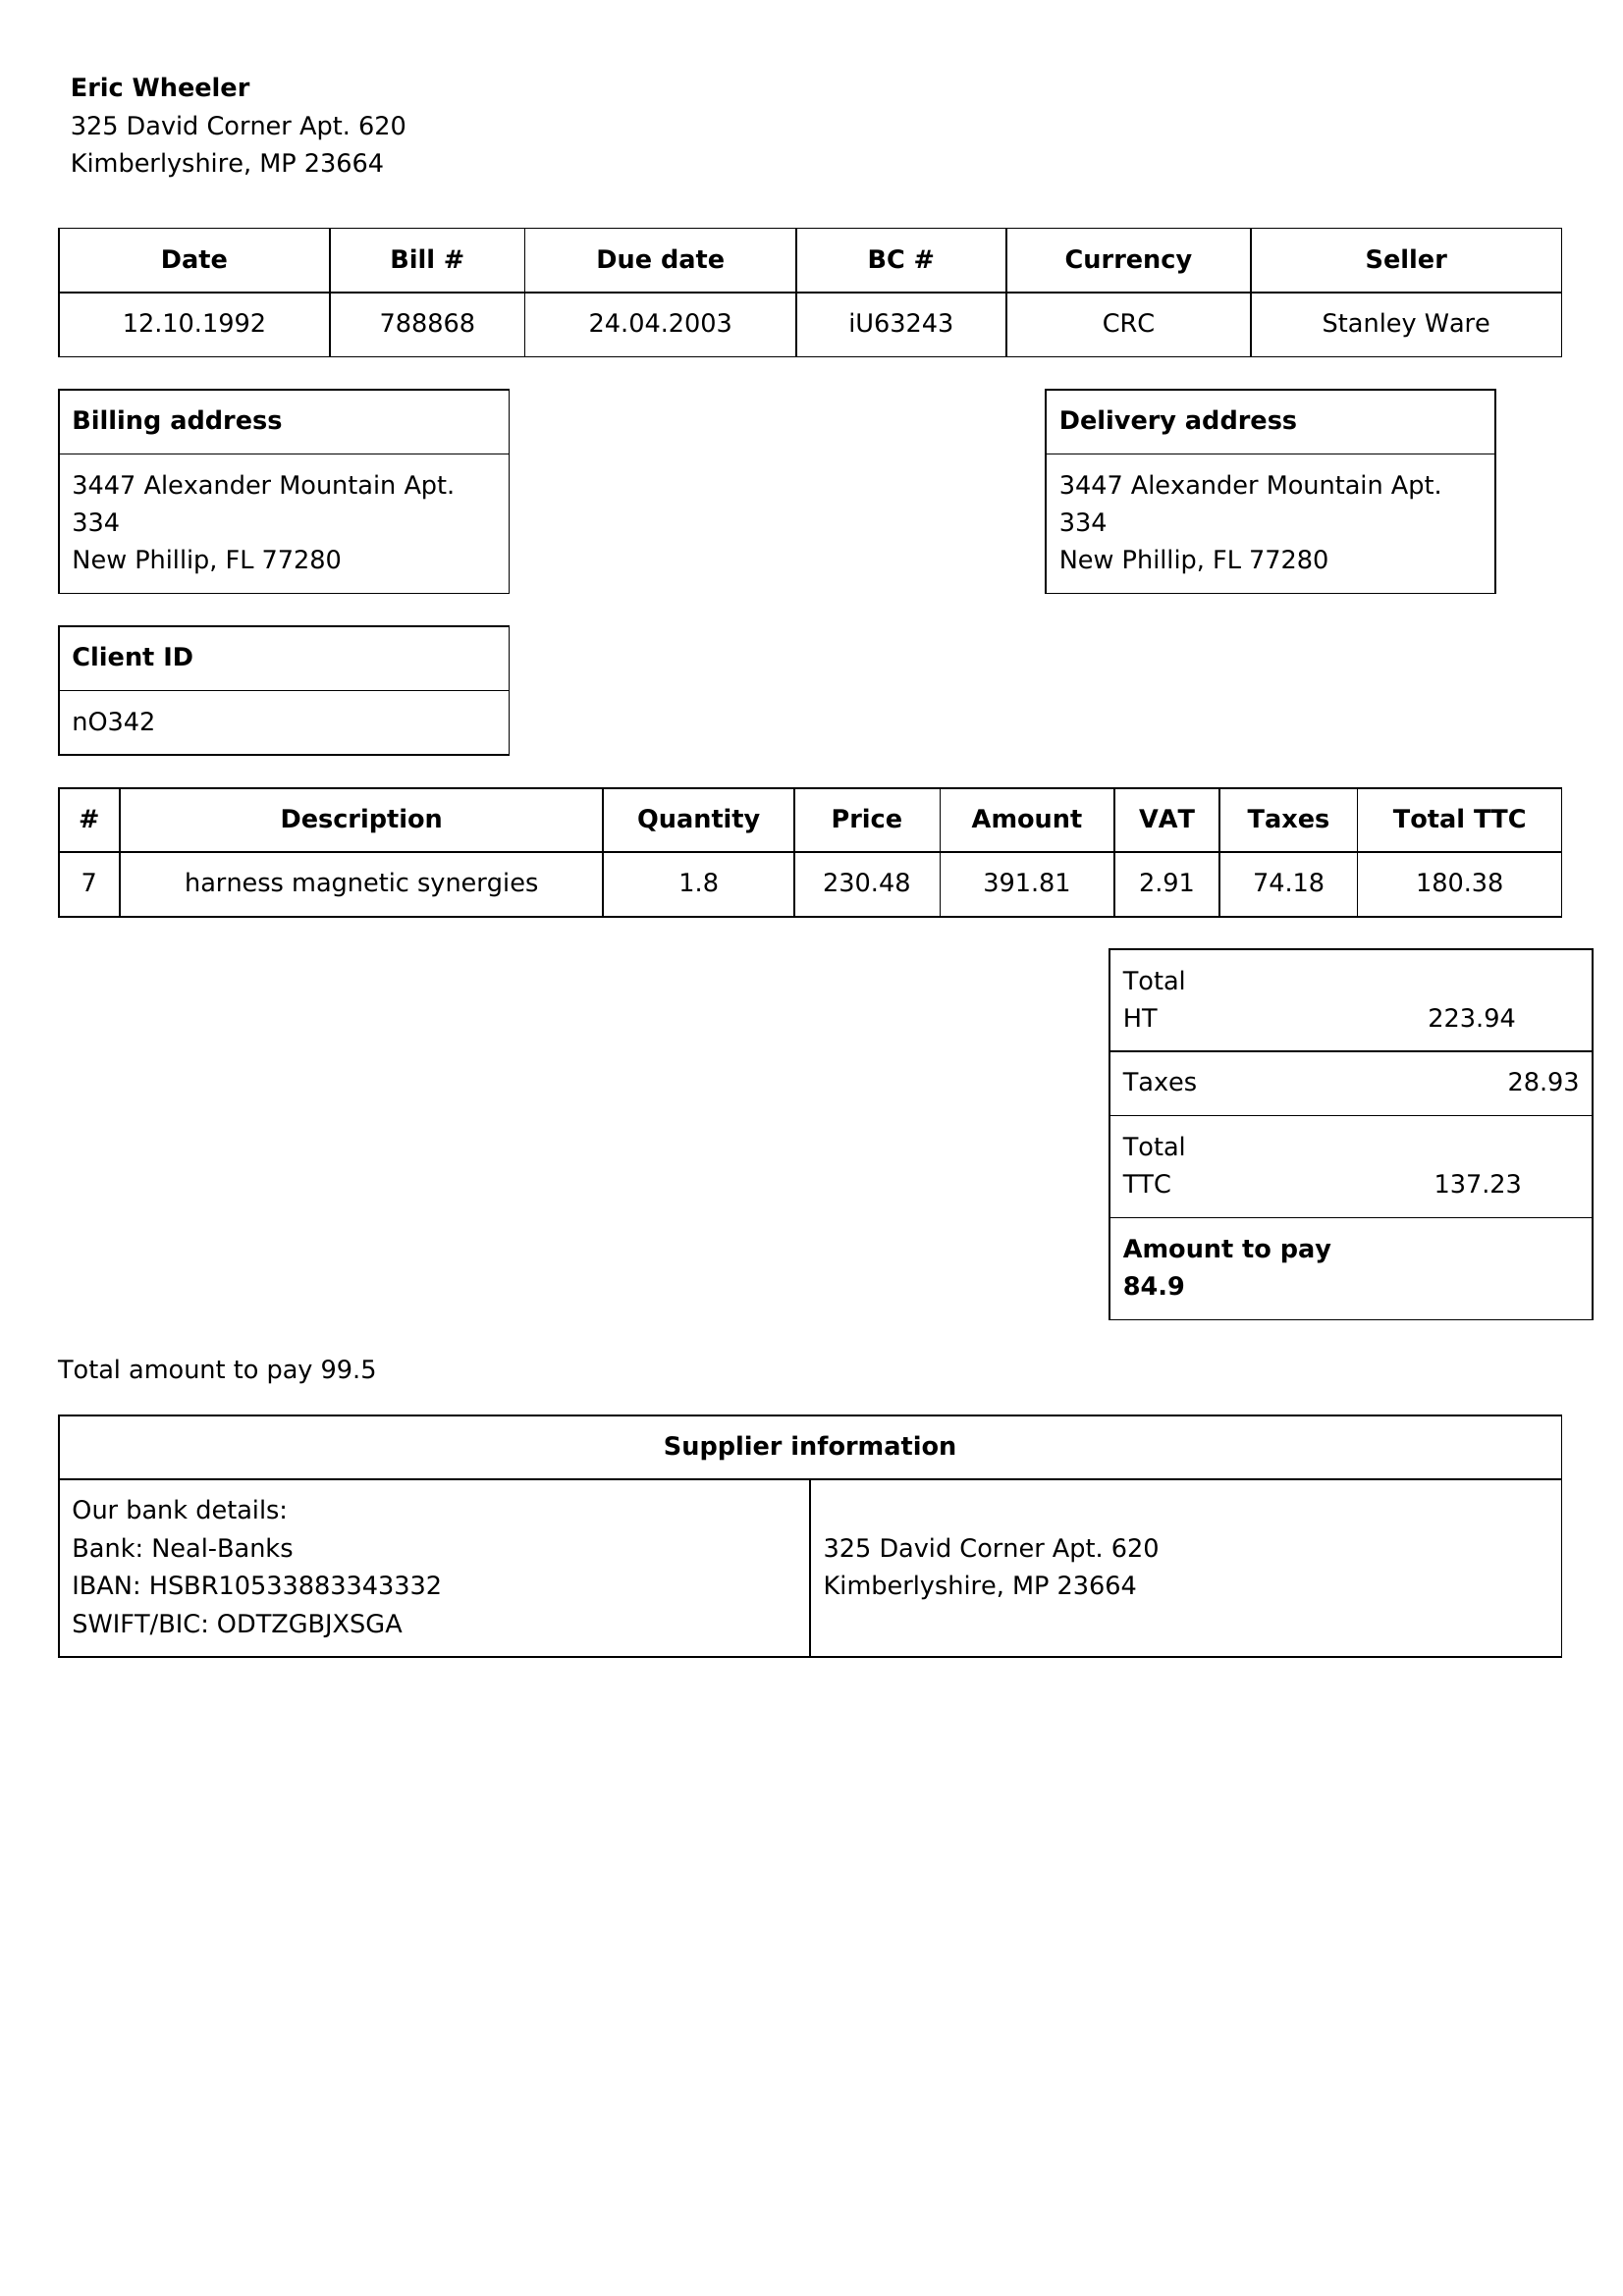 Eric Wheeler
325 David Corner Apt. 620
Kimberlyshire, MP 23664
Date Bill # Due date BC # Currency Seller
12.10.1992 788868 24.04.2003 iU63243 CRC Stanley Ware
Billing address
3447 Alexander Mountain Apt.
334
New Phillip, FL 77280
Delivery address
3447 Alexander Mountain Apt.
334
New Phillip, FL 77280
Client ID
nO342
# Description Quantity Price Amount VAT Taxes Total TTC
7 harness magnetic synergies 1.8 230.48 391.81 2.91 74.18 180.38
Total
HT 223.94
Taxes 28.93
Total
TTC 137.23
Amount to pay
84.9
Total amount to pay 99.5
Supplier information
Our bank details:
Bank: Neal-Banks
IBAN: HSBR10533883343332
SWIFT/BIC: ODTZGBJXSGA
325 David Corner Apt. 620
Kimberlyshire, MP 23664